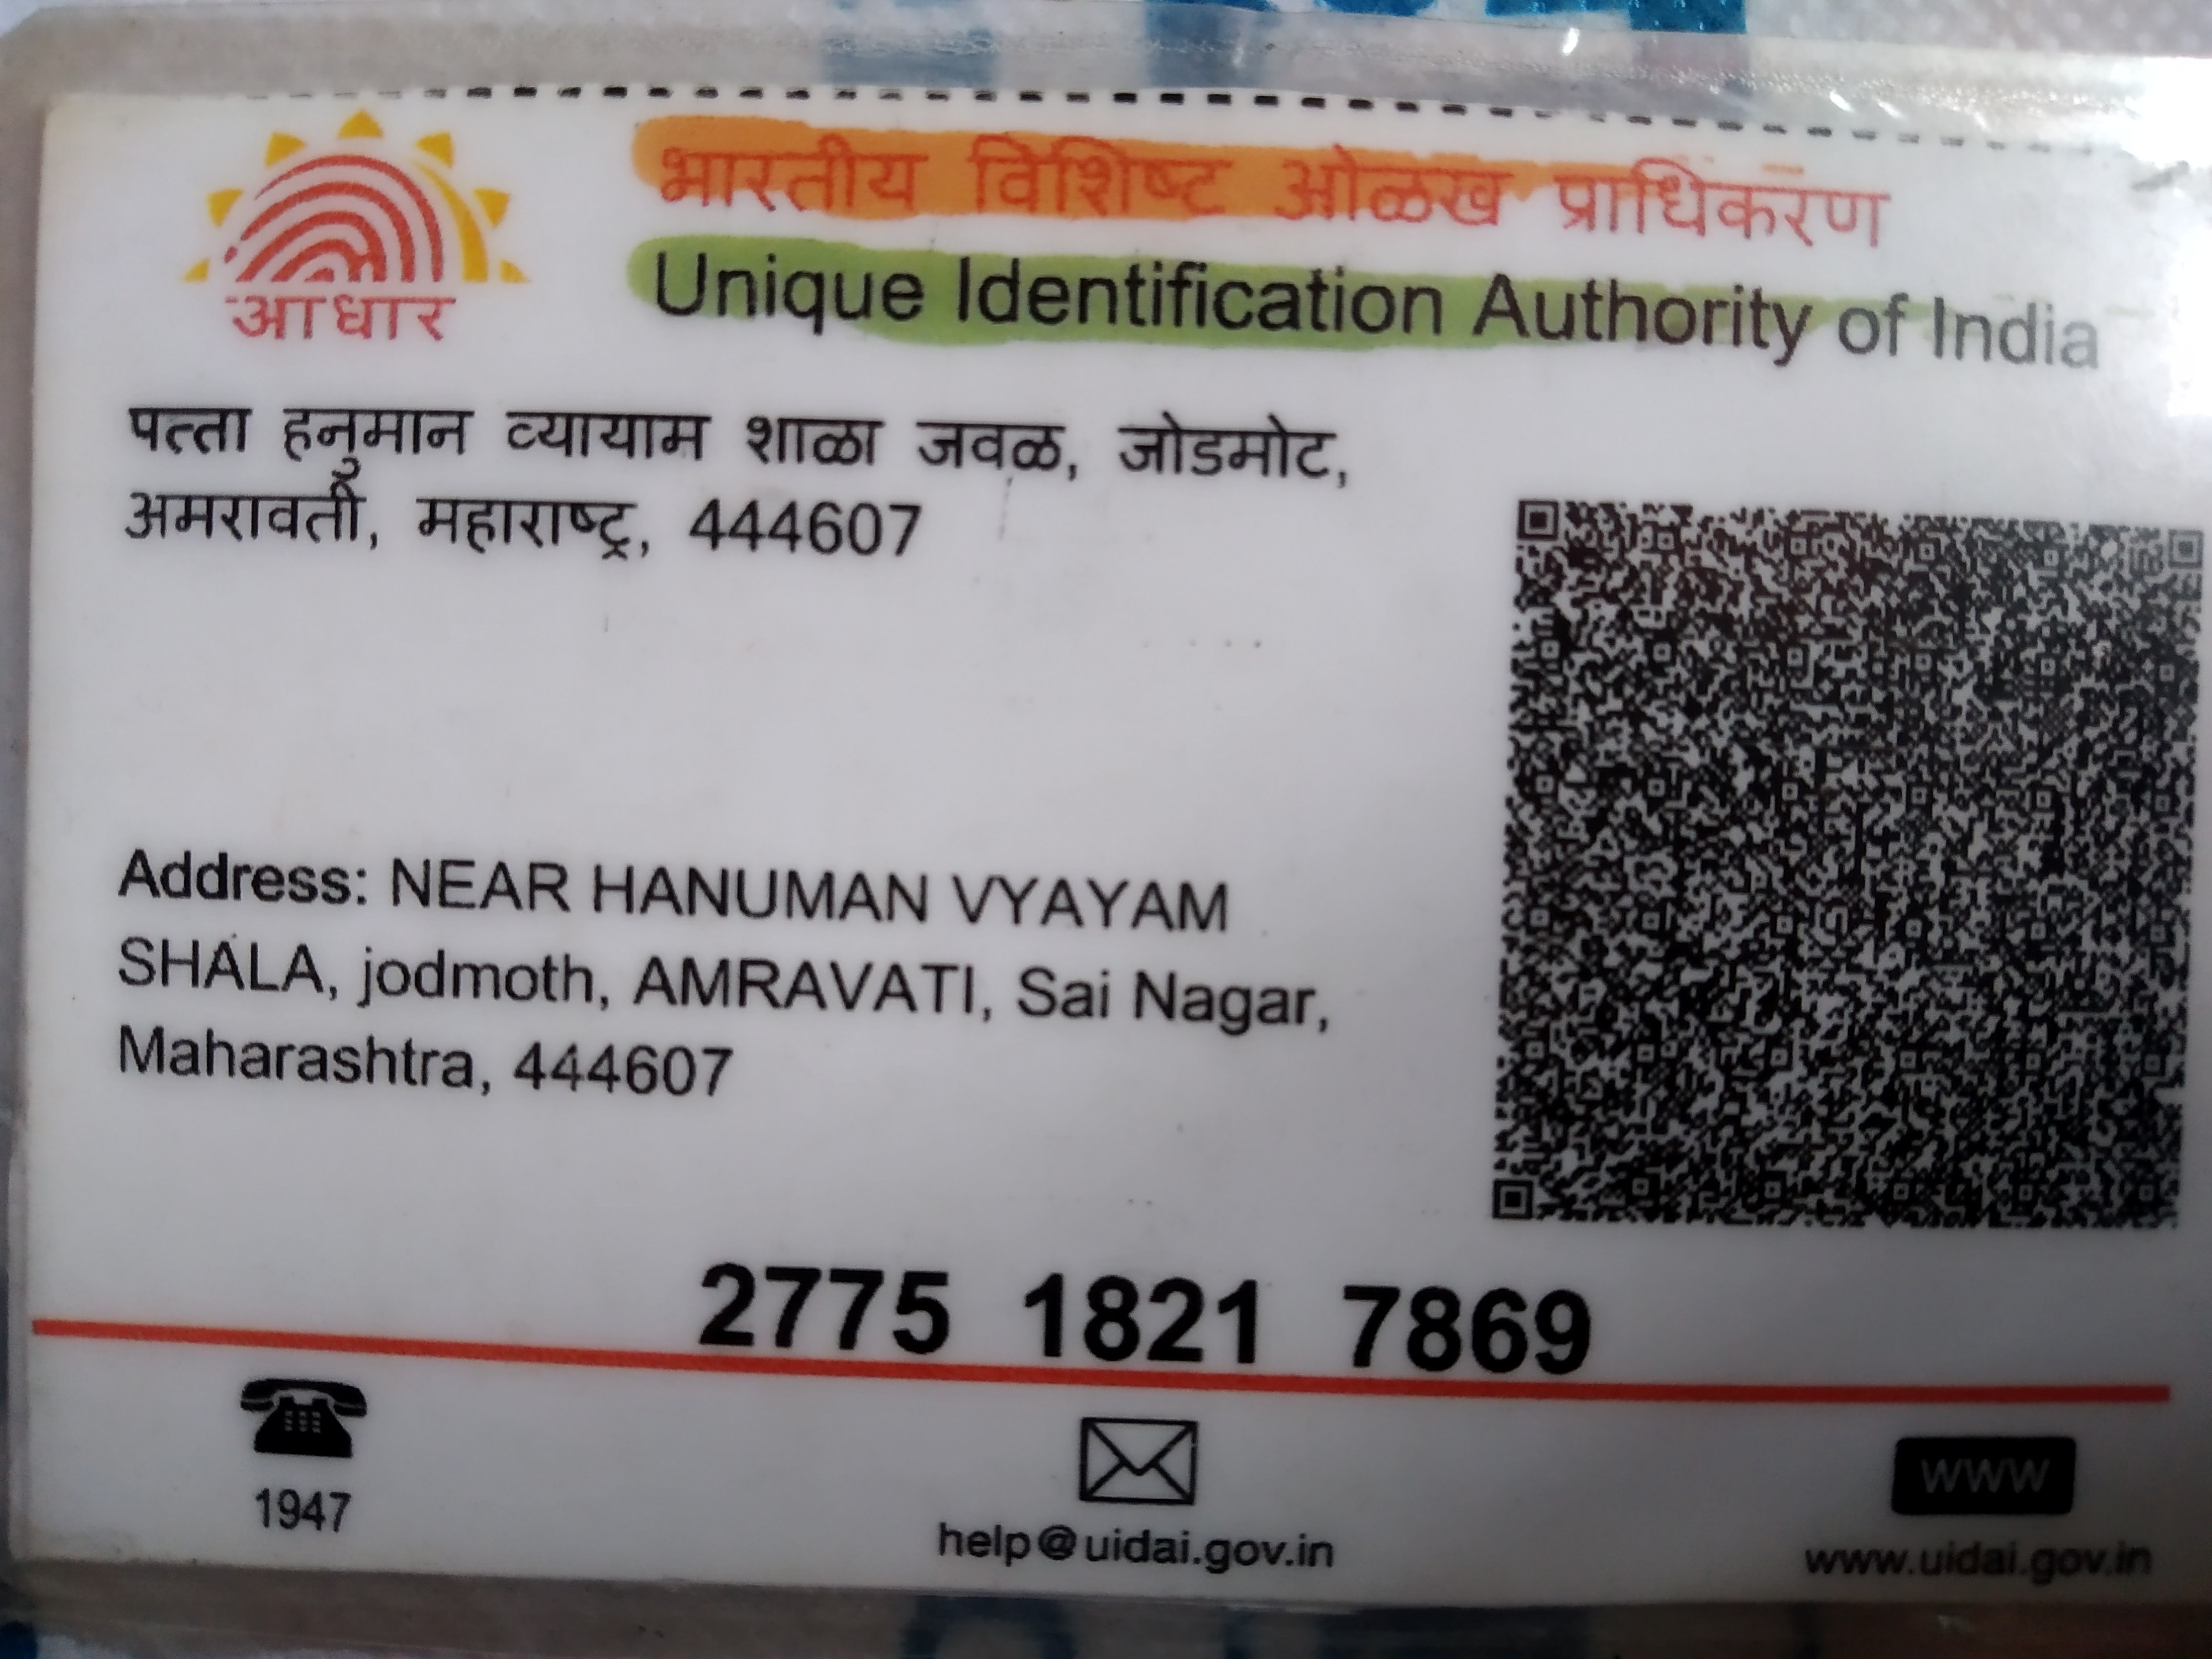 आधार
भारतीय विशिष्ट ओळख प्राधिकरण
Unique Identification Authority of India
पत्ता हनुमान व्यायाम शाळा जवळ, जोडमोट,
अमरावती, महाराष्ट्र, 444607
Address: NEAR HANUMAN VYAYAM
SHALA, jodmoth, AMRAVATI, Sai Nagar,
Maharashtra, 444607
2775 1821 7869
1947
help@uidai.gov.in
www
www.uidai.gov.in